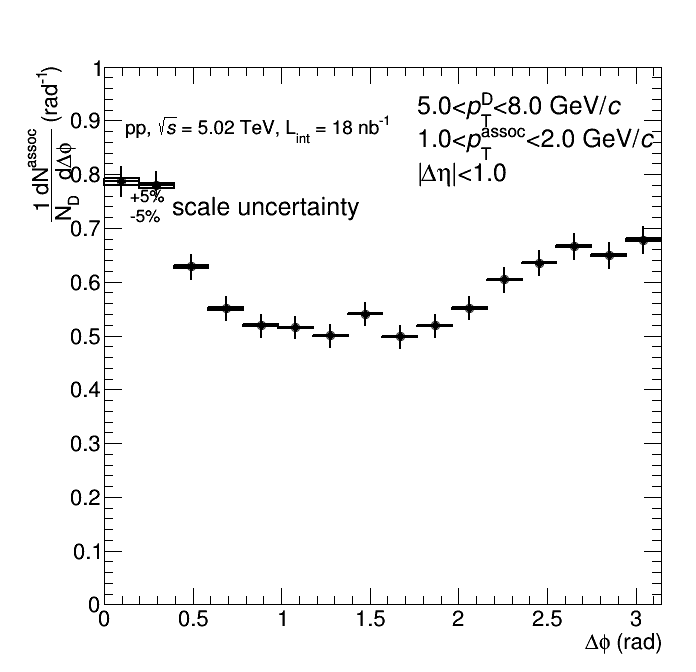 1 dN^assoc
N_D dΔϕ (rad^-1)
pp, √s = 5.02 TeV, L_int = 18 nb^-1
5.0<p_T^D<8.0 GeV/c
1.0<p_T^assoc<2.0 GeV/c
|Δη|<1.0
+5%
-5% scale uncertainty
1
0.9
0.8
0.7
0.6
0.5
0.4
0.3
0.2
0.1
0
0 0.5 1 1.5 2 2.5 3
Δϕ (rad)